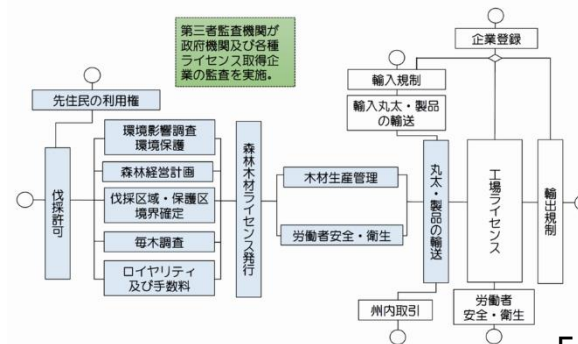 第三者監査機関が
政府機関及び各種
ライセンス取得企
業の監査を実施。
企業登録
先住民の利用権
輸入規制
輸入丸太・製品
の輸送
環境影響調査
環境保護
森林経営計画
伐採区域・保護区
境界確定
毎木調査
ロイヤリティ
及び手数料
伐採許可
森林木材ライセンス発行
木材生産管理
労働者安全・衛生
丸太・製品の輸送
工場ライセンス
輸出規制
州内取引
労働者
安全・衛生